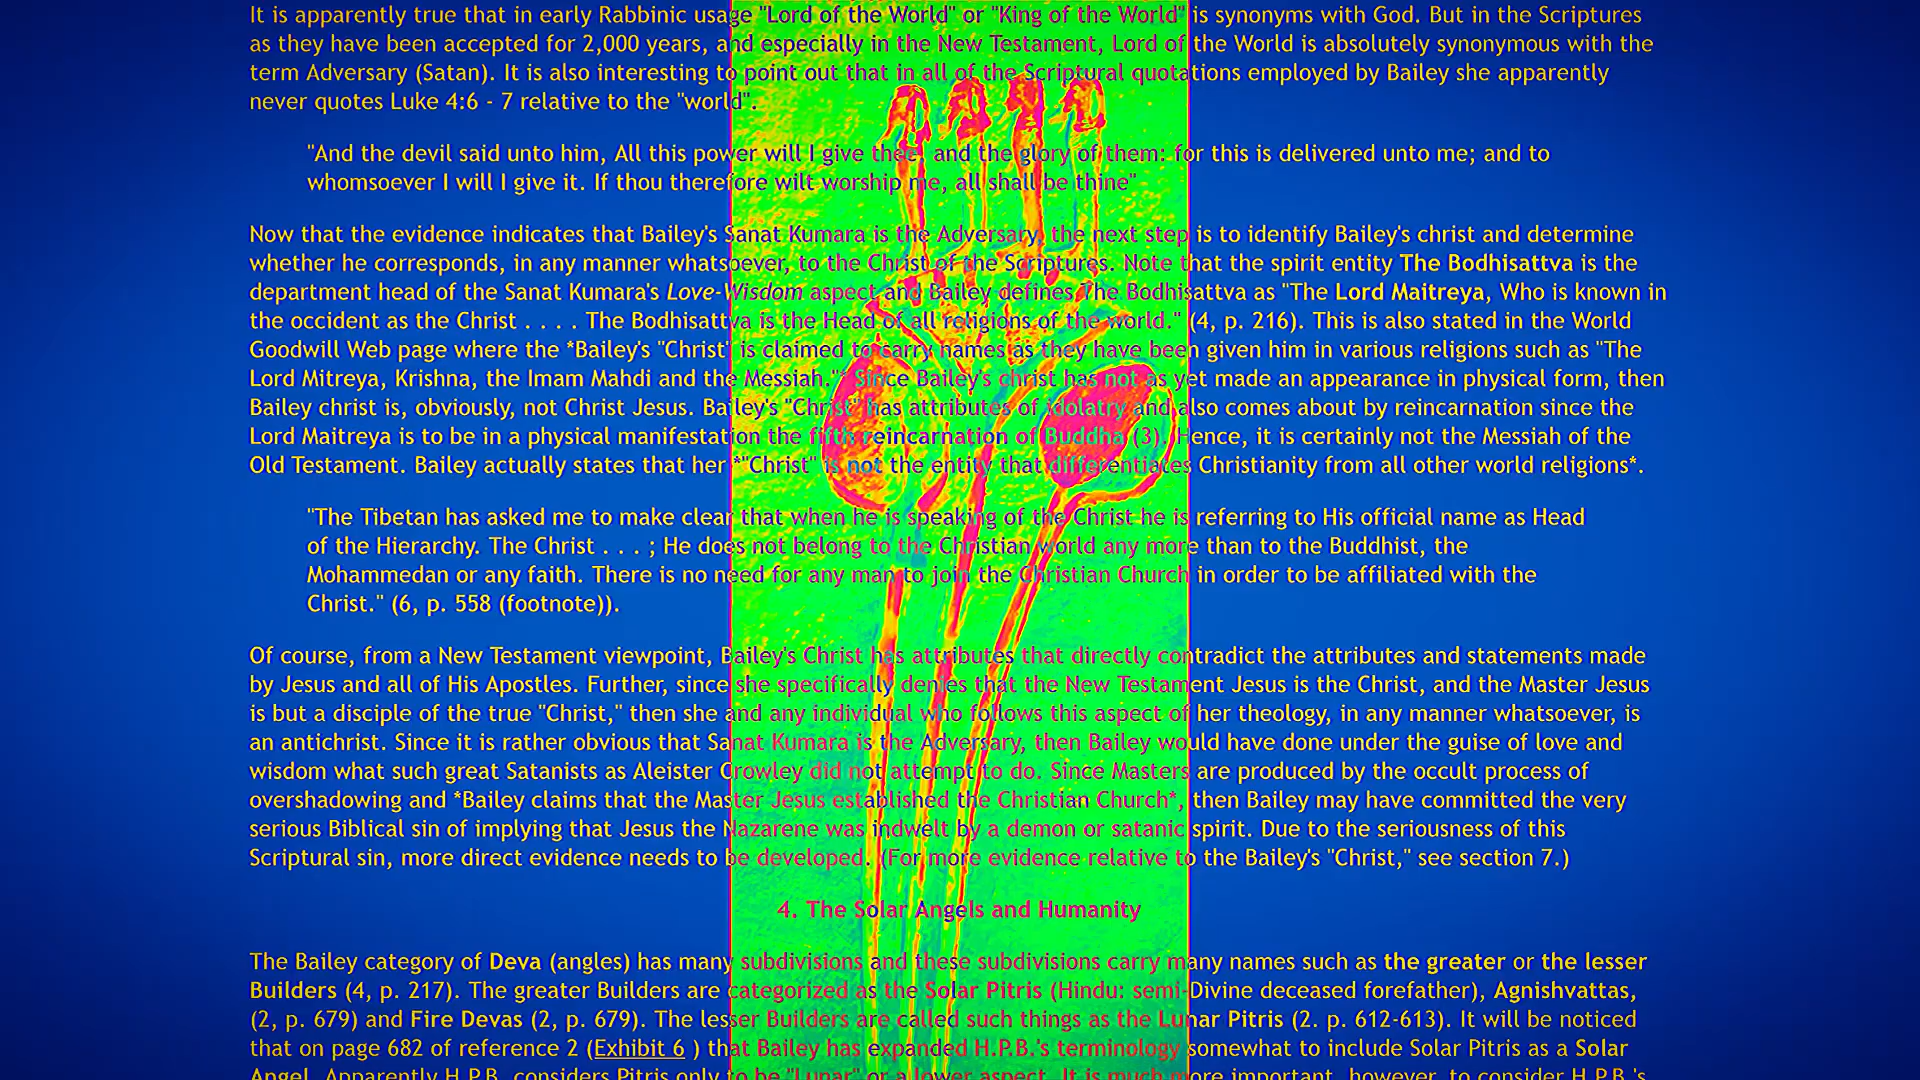 It is apparently true that in early Rabbinic usage "Lord of the World" or "King of the World" is synonyms with God. But in the Scriptures
as they have been accepted for 2,000 years, and especially in the New Testament, Lord of the World is absolutely synonymous with the
term Adversary (Satan). It is also interesting to point out that in all of the Scriptural quotations employed by Bailey she apparently
never quotes Luke 4:6 - 7 relative to the "world".
"And the devil said unto him, All this power will I give thee, and the glory of them: for this is delivered unto me; and to
whomsoever I will I give it. If thou therefore wilt worship me, all shall be thine"
Now that the evidence indicates that Bailey's Sanat Kumara is the Adversary, the next step is to identify Bailey's christ and determine
whether he corresponds, in any manner whatsoever, to the Christ of the Scriptures. Note that the spirit entity The Bodhisattva is the
department head of the Sanat Kumara's Love-Wisdom aspect and Bailey defines The Bodhisattva as "The Lord Maitreya, Who is known in
the occident as the Christ . . . . The Bodhisattva is the Head of all religions of the world." (4, p. 216). This is also stated in the World
Goodwill Web page where the *Bailey's "Christ" is claimed to carry names as they have been given him in various religions such as "The
Lord Mitreya, Krishna, the Imam Mahdi and the Messiah."* Since Bailey's christ has not as yet made an appearance in physical form, then
Bailey christ is, obviously, not Christ Jesus. Bailey's "Christ" has attributes of idolatry and also comes about by reincarnation since the
Lord Maitreya is to be in a physical manifestation the fifth reincarnation of Buddha (3). Hence, it is certainly not the Messiah of the
Old Testament. Bailey actually states that her *"Christ" is not the entity that differentiates Christianity from all other world religions*.
"The Tibetan has asked me to make clear that when he is speaking of the Christ he is referring to His official name as Head
of the Hierarchy. The Christ . . . ; He does not belong to the Christian world any more than to the Buddhist, the
Mohammedan or any faith. There is no need for any man to join the Christian Church in order to be affiliated with the
Christ." (6, p. 558 (footnote)).
Of course, from a New Testament viewpoint, Bailey's Christ has attributes that directly contradict the attributes and statements made
by Jesus and all of His Apostles. Further, since she specifically denies that the New Testament Jesus is the Christ, and the Master Jesus
is but a disciple of the true "Christ," then she and any individual who follows this aspect of her theology, in any manner whatsoever, is
an antichrist. Since it is rather obvious that Sanat Kumara is the Adversary, then Bailey would have done under the guise of love and
wisdom what such great Satanists as Aleister Crowley did not attempt to do. Since Masters are produced by the occult process of
overshadowing and *Bailey claims that the Master Jesus established the Christian Church*, then Bailey may have committed the very
serious Biblical sin of implying that Jesus the Nazarene was indwelt by a demon or satanic spirit. Due to the seriousness of this
Scriptural sin, more direct evidence needs to be developed. (For more evidence relative to the Bailey's "Christ," see section 7.)
4. The Solar Angels and Humanity
The Bailey category of Deva (angles) has many subdivisions and these subdivisions carry many names such as the greater or the lesser
Builders (4, p. 217). The greater Builders are categorized as the Solar Pitris (Hindu: semi-Divine deceased forefather), Agnishvattas,
(2, p. 679) and Fire Devas (2, p. 679). The lesser Builders are called such things as the Lunar Pitris (2. p. 612-613). It will be noticed
that on page 682 of reference 2 (Exhibit 6 ) that Bailey has expanded H.P.B.'s terminology somewhat to include Solar Pitris as a Solar
Angel. Apparently H.P.B. considers Pitris only to be "Lunar" or a lower aspect. It is much more important, however, to consider H.P.B.'s